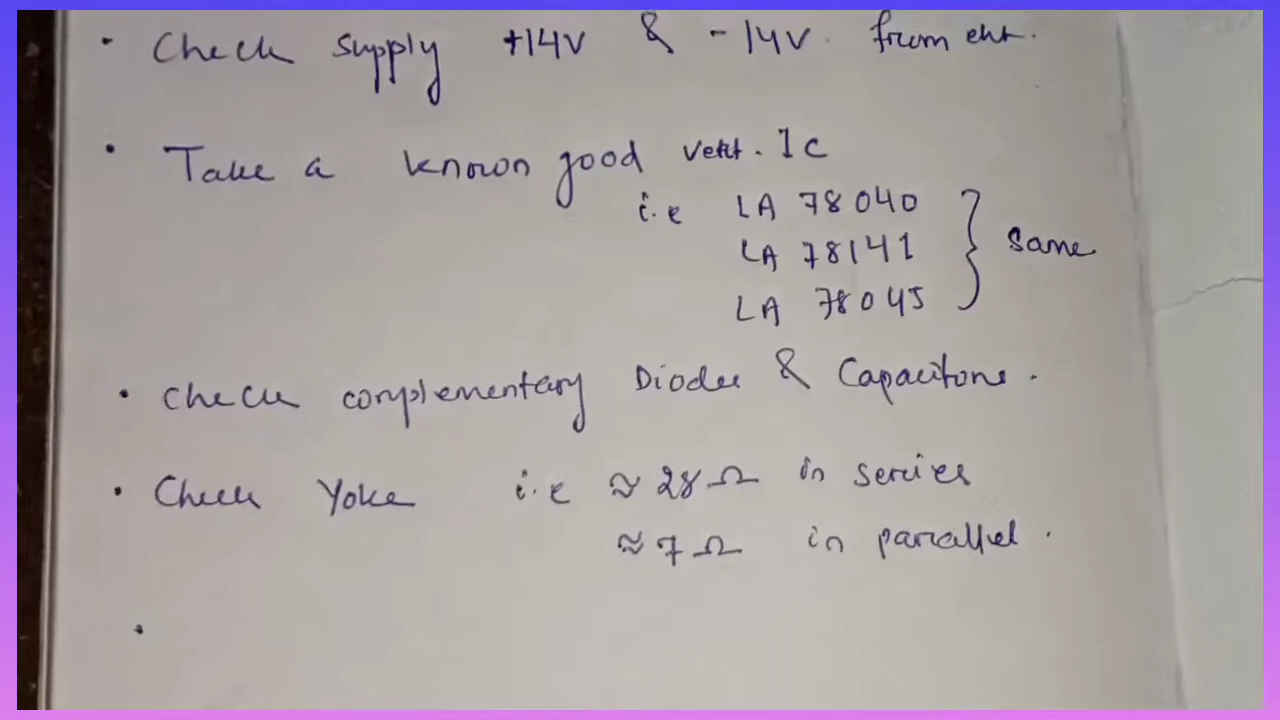 • Check supply +14V & -14V. from eht.
• Take a known good vert. IC
i.e LA 78040
LA 78141
LA 78045
} Same
• Check complementary Diodes & Capacitors.
• Check Yoke i.e ≈ 28 Ω in series
≈ 7 Ω in parallel.
•